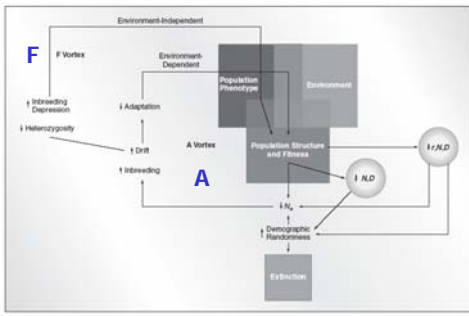 Environment-Independent
F
F Vortex
Environment-
Dependent
Population
Phenotype
Environment
↑ Inbreeding
Depression
↓ Adaptation
↓ Heterozygosity
↑ Drift
A Vortex
Population Structure
and Fitness
↓ r,N,D
↑ Inbreeding
A
↓ N,D
↓ Ne
↑ Demographic
Randomness
Extinction